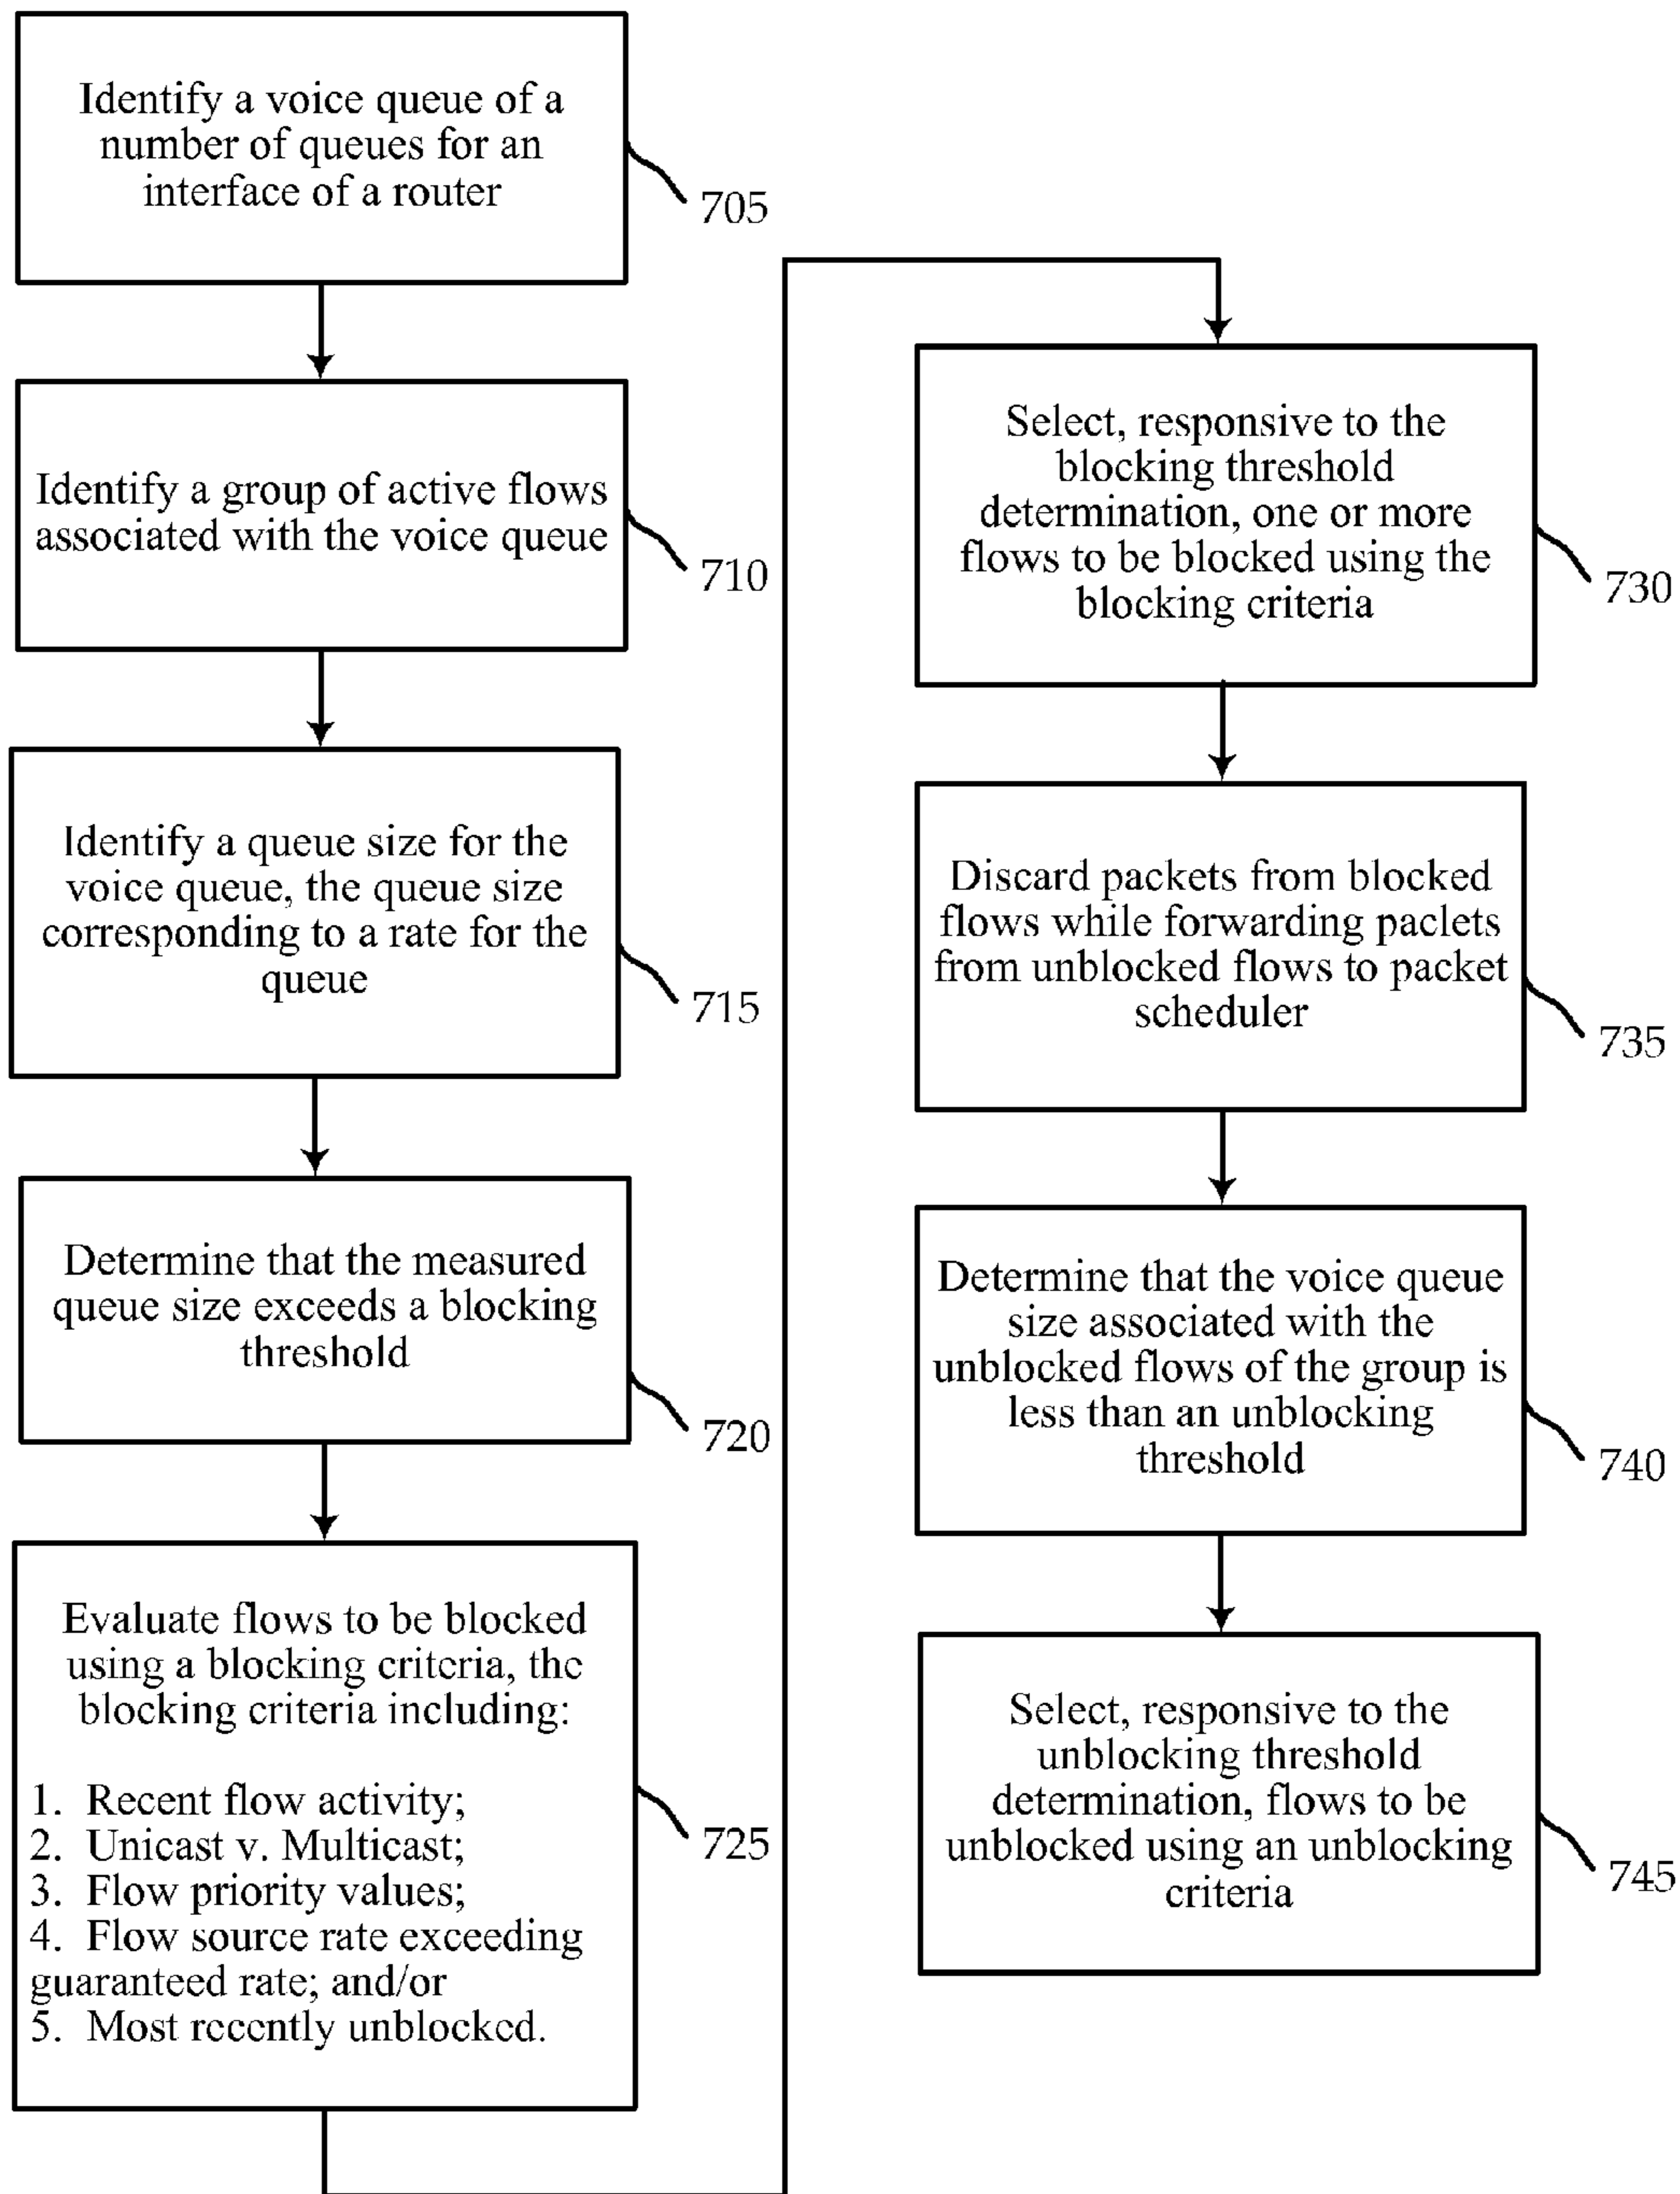 Identify a voice queue of a
number of queues for an
interface of a router
705
Identify a group of active flows
associated with the voice queue
710
Identify a queue size for the
voice queue, the queue size
corresponding to a rate for the
queue
715
Determine that the measured
queue size exceeds a blocking
threshold
720
Evaluate flows to be blocked
using a blocking criteria, the
blocking criteria including:
1. Recent flow activity;
2. Unicast v. Multicast;
3. Flow priority values;
4. Flow source rate exceeding
guaranteed rate; and/or
5. Most recently unblocked.
725
Select, responsive to the
blocking threshold
determination, one or more
flows to be blocked using the
blocking criteria
730
Discard packets from blocked
flows while forwarding paclets
from unblocked flows to packet
scheduler
735
Determine that the voice queue
size associated with the
unblocked flows of the group is
less than an unblocking
threshold
740
Select, responsive to the
unblocking threshold
determination, flows to be
unblocked using an unblocking
criteria
745